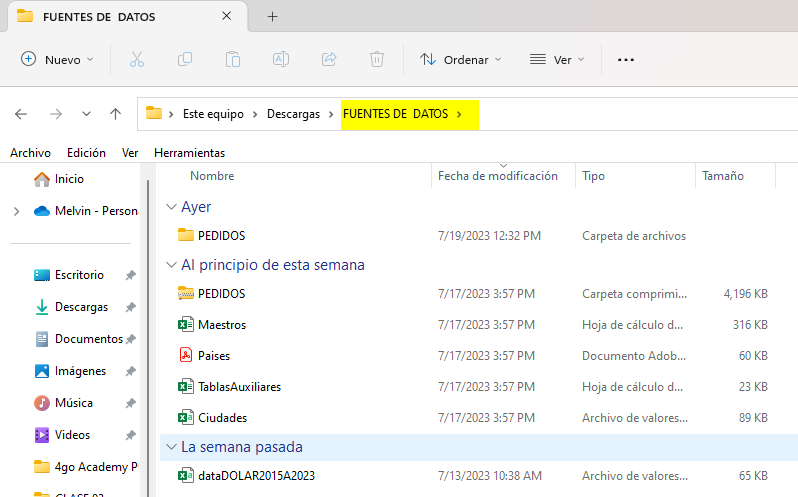 FUENTES DE  DATOS
Nuevo
Ordenar
Ver
Este equipo > Descargas > FUENTES DE  DATOS >
Archivo Edición Ver Herramientas
Nombre Fecha de modificación Tipo Tamaño
Inicio
Melvin - Persona
Escritorio
Descargas
Documentos
Imágenes
Música
Videos
4go Academy P
Ayer
PEDIDOS 7/19/2023 12:32 PM Carpeta de archivos
Al principio de esta semana
PEDIDOS 7/17/2023 3:57 PM Carpeta comprimi... 4,196 KB
Maestros 7/17/2023 3:57 PM Hoja de cálculo d... 316 KB
Paises 7/17/2023 3:57 PM Documento Adob... 60 KB
TablasAuxiliares 7/17/2023 3:57 PM Hoja de cálculo d... 23 KB
Ciudades 7/17/2023 3:57 PM Archivo de valores... 89 KB
La semana pasada
dataDOLAR2015A2023 7/13/2023 10:38 AM Archivo de valores... 65 KB